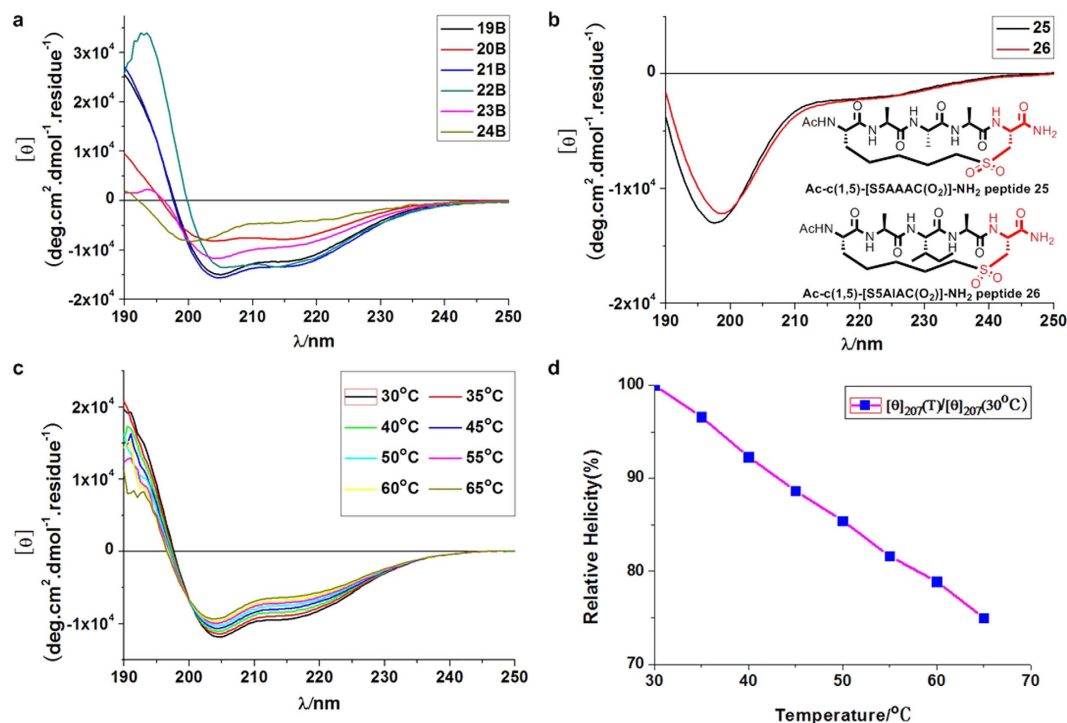 a
3x10⁴
2x10⁴
1x10⁴
0
-1x10⁴
-2x10⁴
[θ]
(deg.cm².dmol⁻¹.residue⁻¹)
19B
20B
21B
22B
23B
24B
190 200 210 220 230 240 250
λ/nm
b
0
-1x10⁴
-2x10⁴
[θ]
(deg.cm².dmol⁻¹.residue⁻¹)
25
26
AcHN O H N O H N O NH₂
O N H O N H O S O
Ac-c(1,5)-[S5AAAC(O₂)]-NH₂ peptide 25
AcHN O H N O H N O NH₂
O N H O N H O S O
Ac-c(1,5)-[S5AIAC(O₂)]-NH₂ peptide 26
190 200 210 220 230 240 250
λ/nm
c
2x10⁴
1x10⁴
0
-1x10⁴
[θ]
(deg.cm².dmol⁻¹.residue⁻¹)
30°C 35°C
40°C 45°C
50°C 55°C
60°C 65°C
190 200 210 220 230 240 250
λ/nm
d
100
90
80
70
Relative Helicity(%)
[θ]₂₀₇(T)/[θ]₂₀₇(30°C)
30 40 50 60 70
Temperature/°C